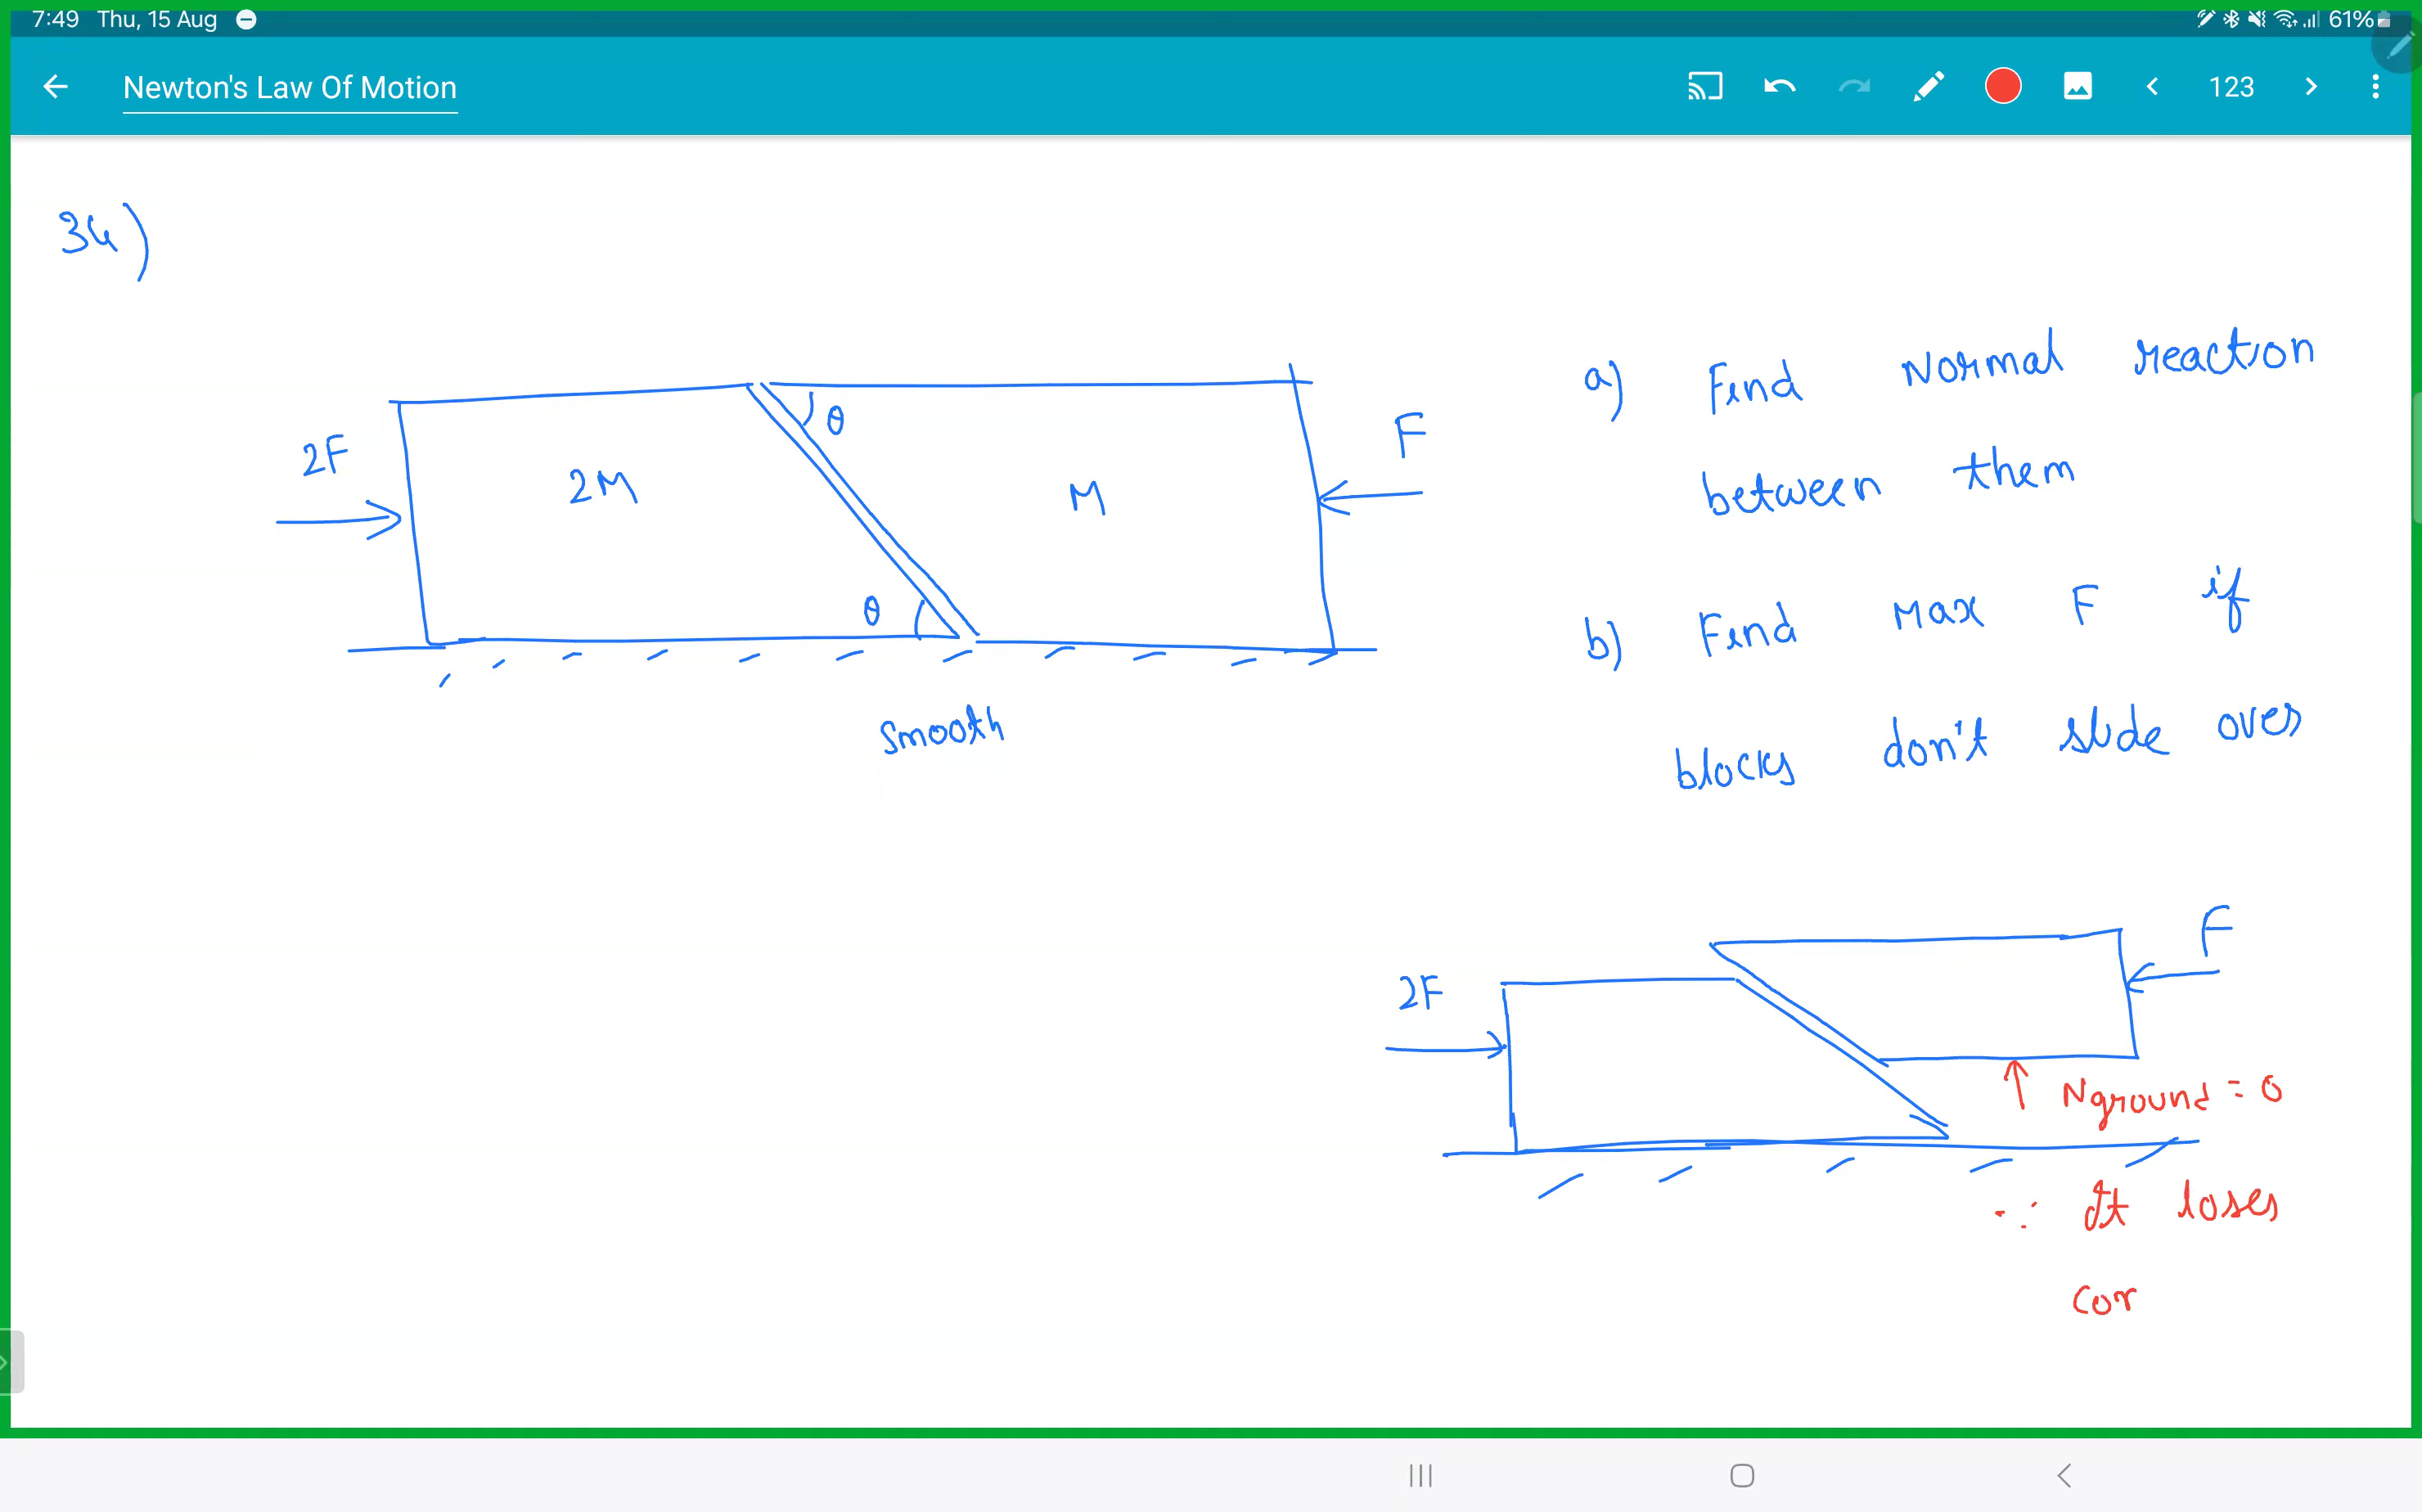 7:49 Thu, 15 Aug
61%
Newton's Law Of Motion
123
34)
a) Find Normal reaction
between them
b) Find Max F if
blocks don't slide over
2F
2M
θ
θ
M
F
smooth
2F
F
Nground = 0
∵ It loses
con